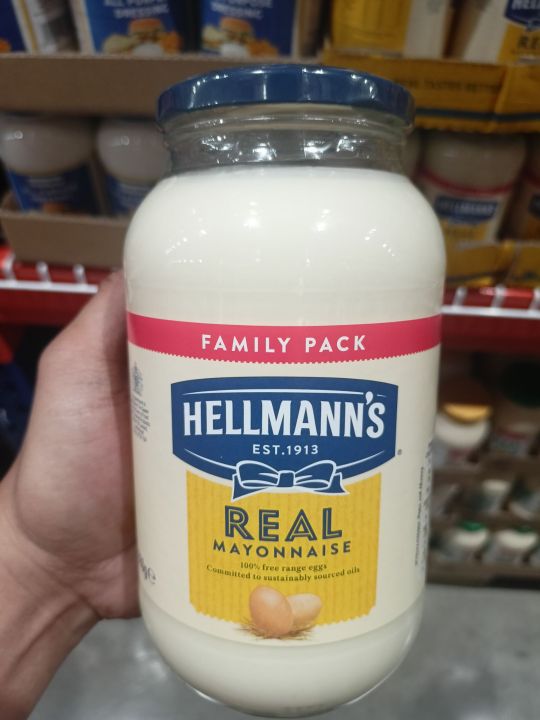 FAMILY PACK
HELLMANN'S
EST.1913
REAL
MAYONNAISE
100% free range eggs
Committed to sustainably sourced oils